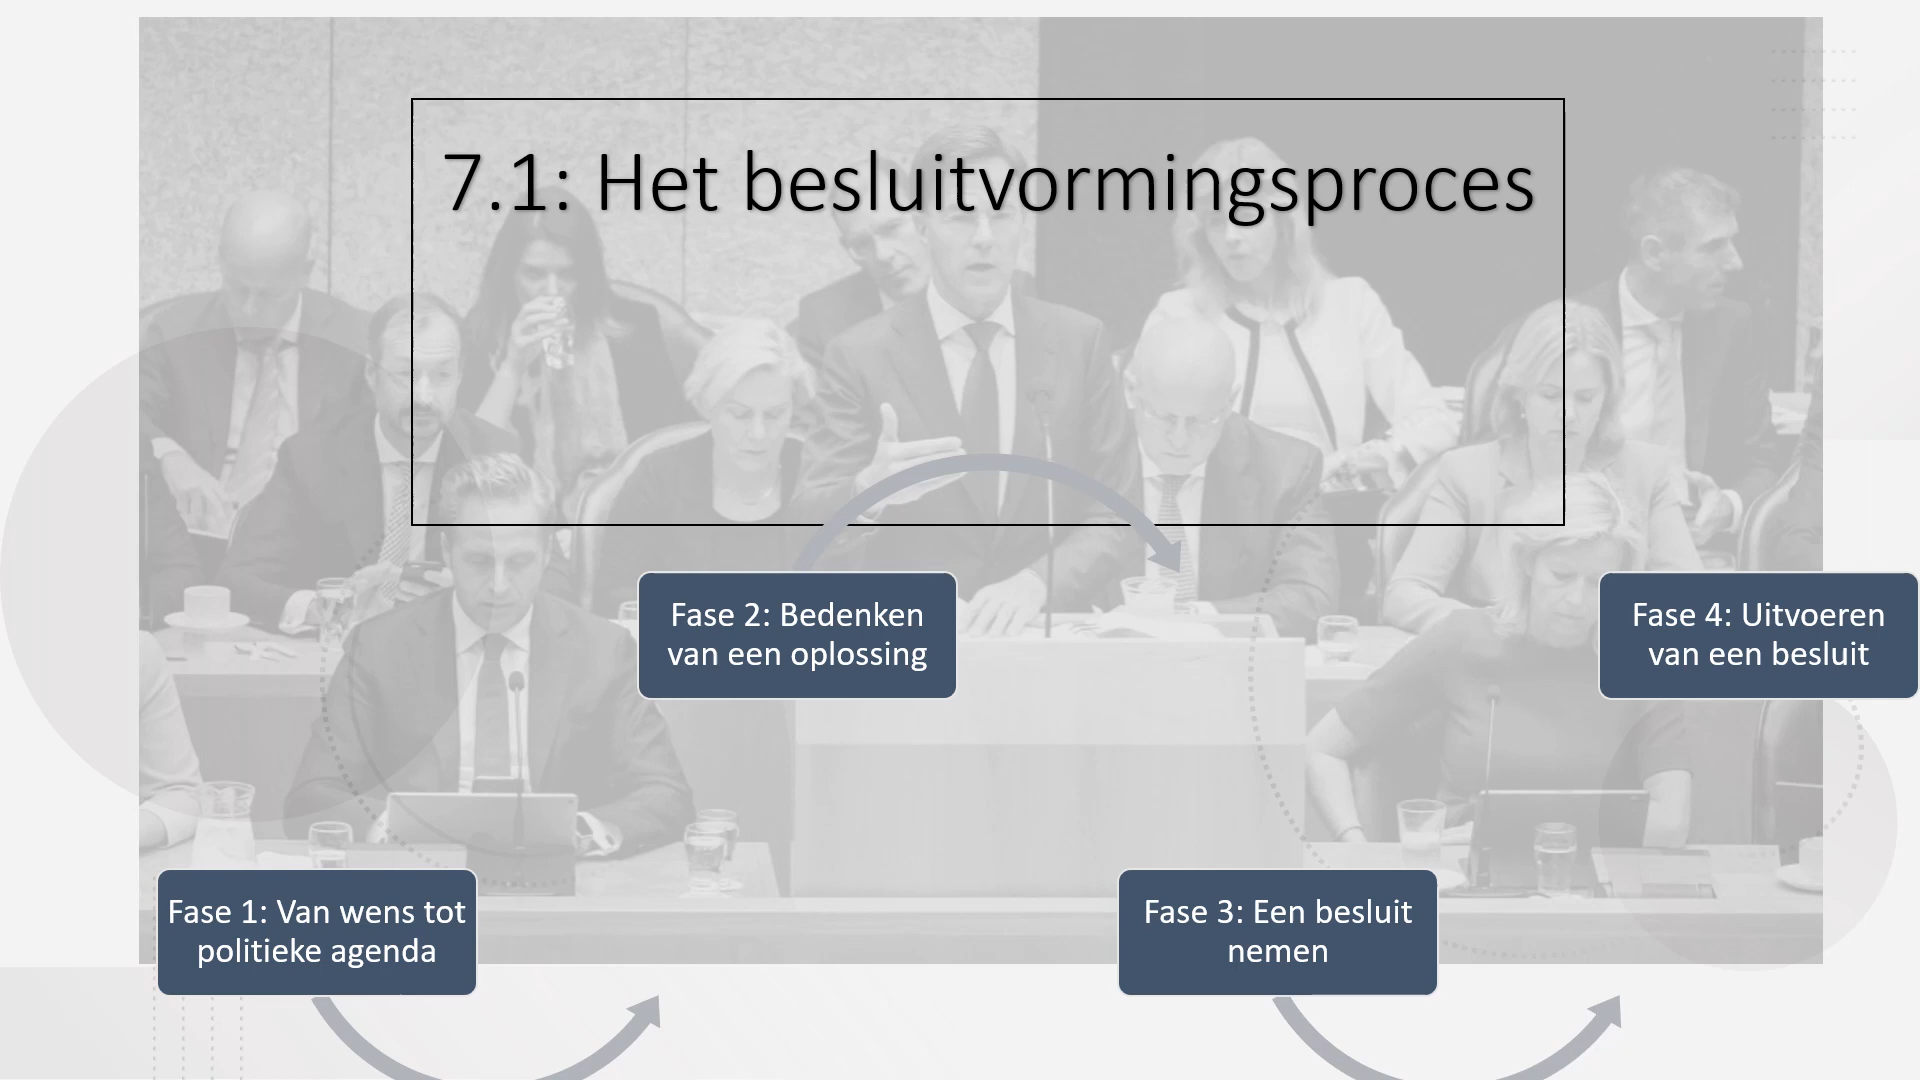 7.1: Het besluitvormingsproces
Fase 1: Van wens tot
politieke agenda
Fase 2: Bedenken
van een oplossing
Fase 3: Een besluit
nemen
Fase 4: Uitvoeren
van een besluit